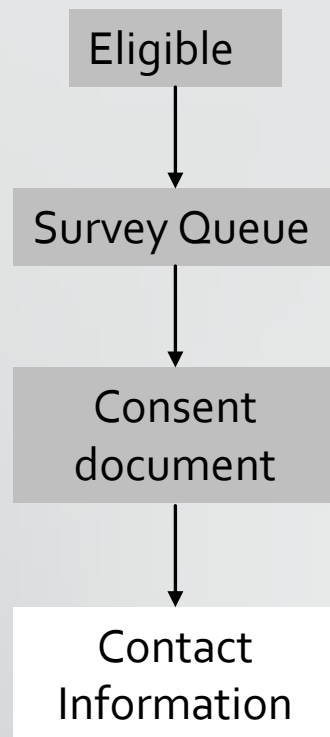 Eligible
Survey Queue
Consent
document
Contact
Information